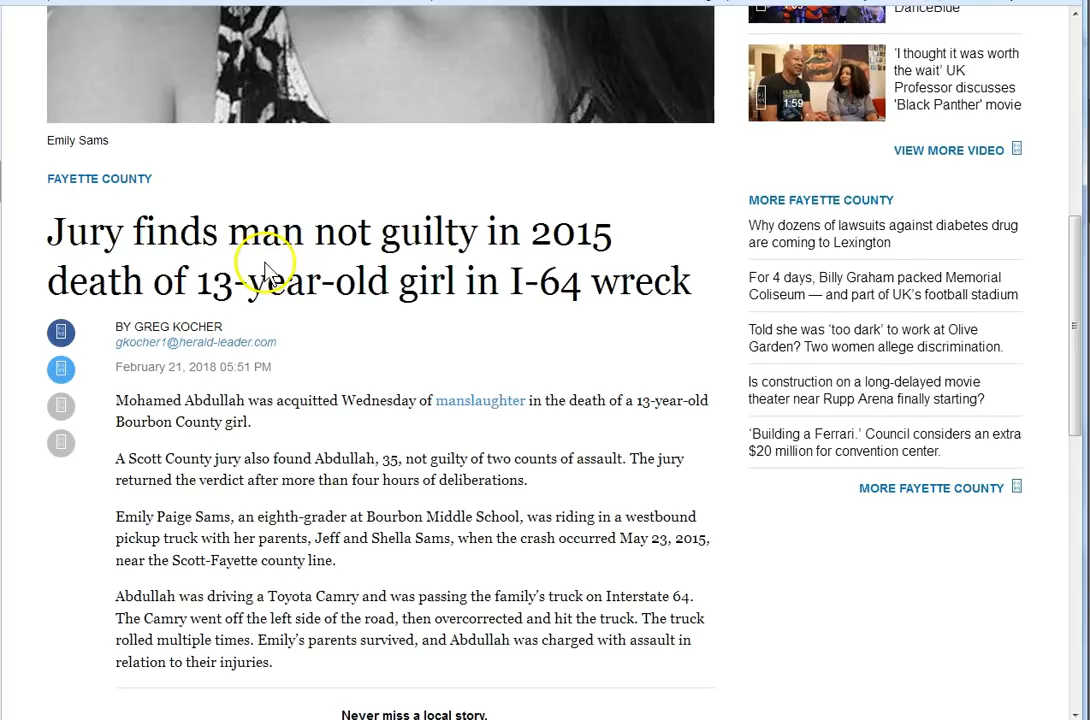 DanceBlue
1:59
'I thought it was worth
the wait' UK
Professor discusses
'Black Panther' movie
VIEW MORE VIDEO
Emily Sams
FAYETTE COUNTY
Jury finds man not guilty in 2015
death of 13-year-old girl in I-64 wreck
BY GREG KOCHER
gkocher1@herald-leader.com
February 21, 2018 05:51 PM
Mohamed Abdullah was acquitted Wednesday of manslaughter in the death of a 13-year-old
Bourbon County girl.
A Scott County jury also found Abdullah, 35, not guilty of two counts of assault. The jury
returned the verdict after more than four hours of deliberations.
Emily Paige Sams, an eighth-grader at Bourbon Middle School, was riding in a westbound
pickup truck with her parents, Jeff and Shella Sams, when the crash occurred May 23, 2015,
near the Scott-Fayette county line.
Abdullah was driving a Toyota Camry and was passing the family's truck on Interstate 64.
The Camry went off the left side of the road, then overcorrected and hit the truck. The truck
rolled multiple times. Emily's parents survived, and Abdullah was charged with assault in
relation to their injuries.
Never miss a local story.
MORE FAYETTE COUNTY
Why dozens of lawsuits against diabetes drug
are coming to Lexington
For 4 days, Billy Graham packed Memorial
Coliseum — and part of UK's football stadium
Told she was 'too dark' to work at Olive
Garden? Two women allege discrimination.
Is construction on a long-delayed movie
theater near Rupp Arena finally starting?
'Building a Ferrari.' Council considers an extra
$20 million for convention center.
MORE FAYETTE COUNTY